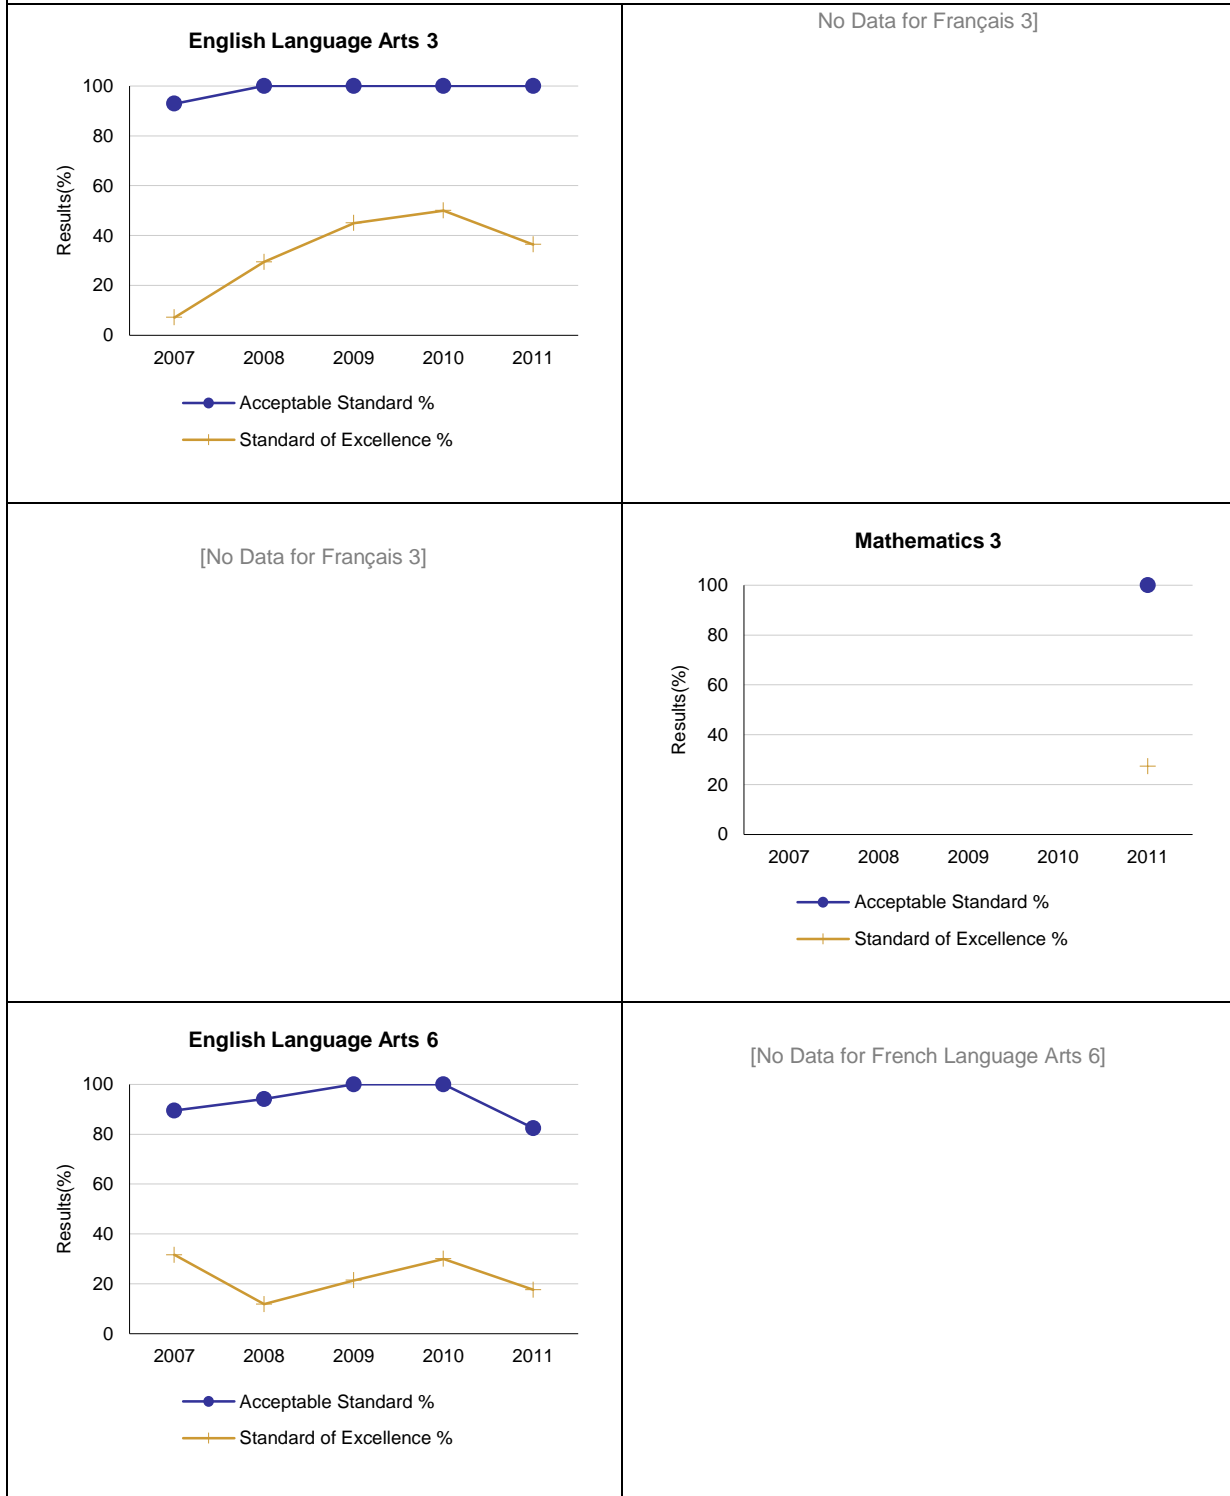 English Language Arts 3
100
80
60
40
20
0
Results(%)
2007 2008 2009 2010 2011
Acceptable Standard %
Standard of Excellence %
No Data for Français 3]
[No Data for Français 3]
Mathematics 3
100
80
60
40
20
0
Results(%)
2007 2008 2009 2010 2011
Acceptable Standard %
Standard of Excellence %
English Language Arts 6
100
80
60
40
20
0
Results(%)
2007 2008 2009 2010 2011
Acceptable Standard %
Standard of Excellence %
[No Data for French Language Arts 6]